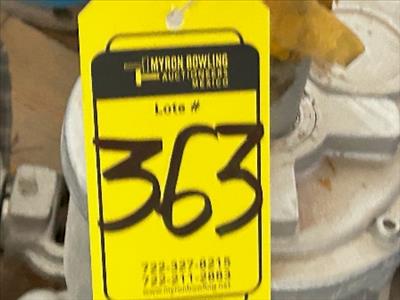 MYRON BOWLING
AUCTIONEERS
MEXICO
Lote #
363
722-327-6215
722-211-2883
www.myronbowling.net